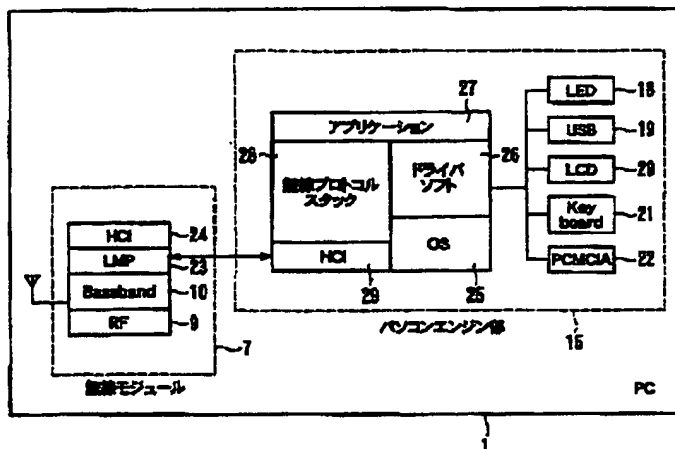 27
アプリケーション
28
無線プロトコル
スタック
ドライバ
ソフト
26
HCI
29
OS
25
LED
18
USB
19
LCD
20
Key
board
21
PCMCIA
22
パソコンエンジン部
15
HCI
24
LMP
23
Baseband
10
RF
9
7
無線モジュール
PC
1